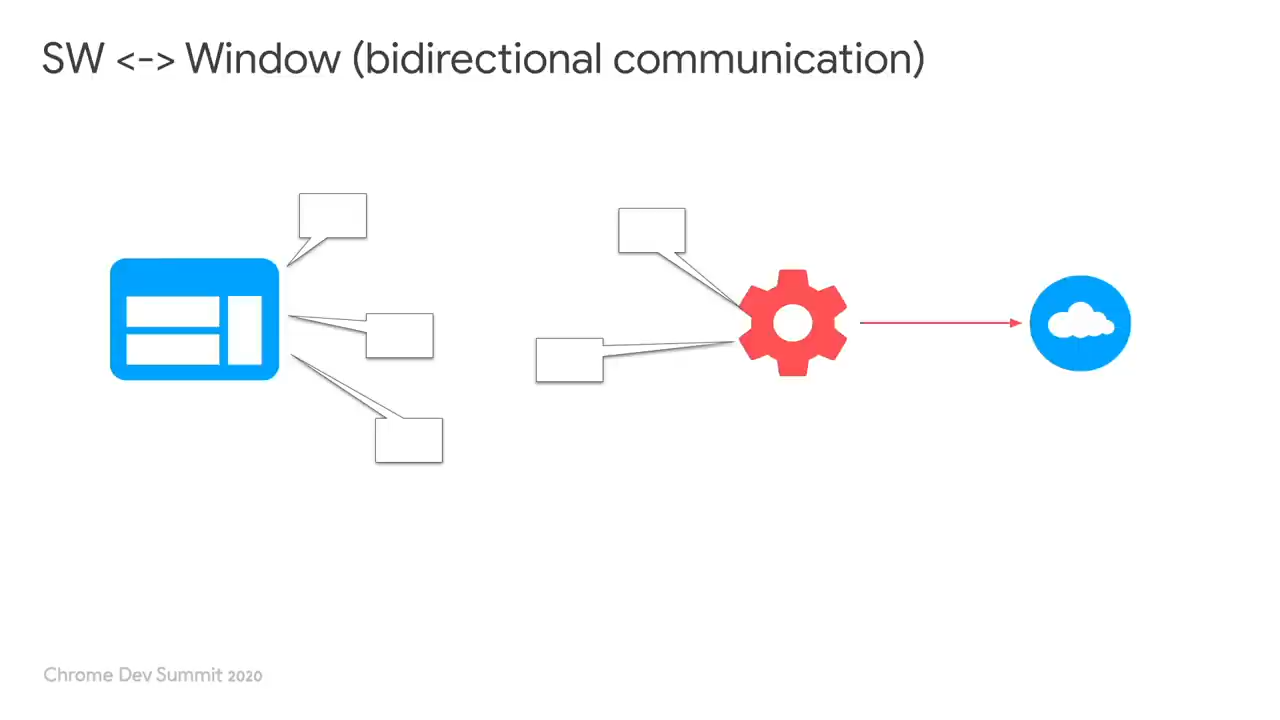 SW <-> Window (bidirectional communication)
Chrome Dev Summit 2020